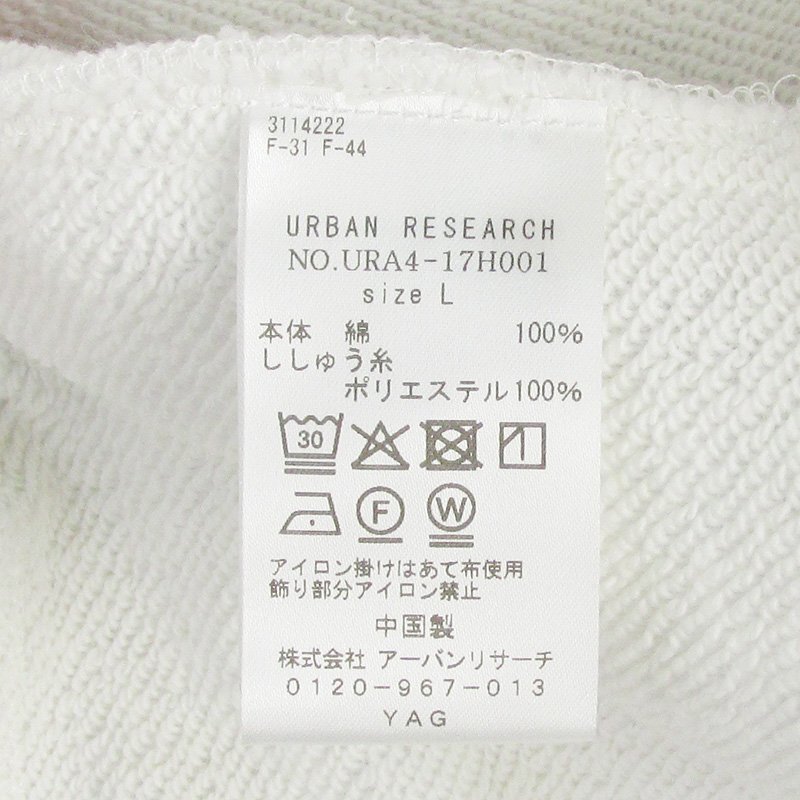 3114222
F-31 F-44
URBAN RESEARCH
NO.URA4-17H001
size L
本体 綿 100%
ししゅう糸
ポリエステル100%
30
F W
アイロン掛けはあて布使用
飾り部分アイロン禁止
中国製
株式会社 アーバンリサーチ
0120-967-013
YAG